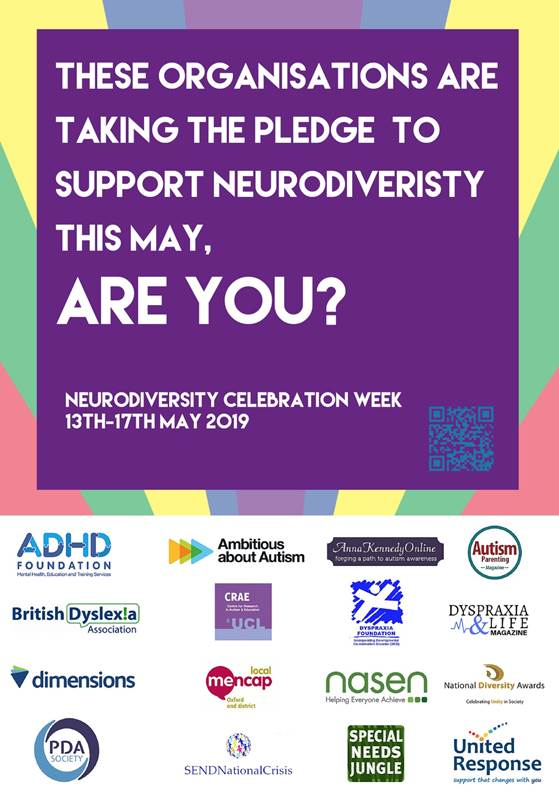 THESE ORGANISATIONS ARE
TAKING THE PLEDGE TO
SUPPORT NEURODIVERISTY
THIS MAY,
ARE YOU?
NEURODIVERSITY CELEBRATION WEEK
13TH-17TH MAY 2019
ADHD
FOUNDATION
Mental Health, Education and Training Services
Ambitious
about Autism
AnnaKennedyOnline
forging a path to autism awareness
Autism
Parenting
Magazine
British Dyslexia
Association
CRAE
Centre for Research
in Autism & Education
UCL
DYSPRAXIA
FOUNDATION
DYSPRAXIA
& LIFE
MAGAZINE
dimensions
local
mencap
Oxford
and district
nasen
Helping Everyone Achieve
National Diversity Awards
Celebrating Unity in Society
PDA
SOCIETY
SENDNationalCrisis
SPECIAL
NEEDS
JUNGLE
United
Response
support that changes with you